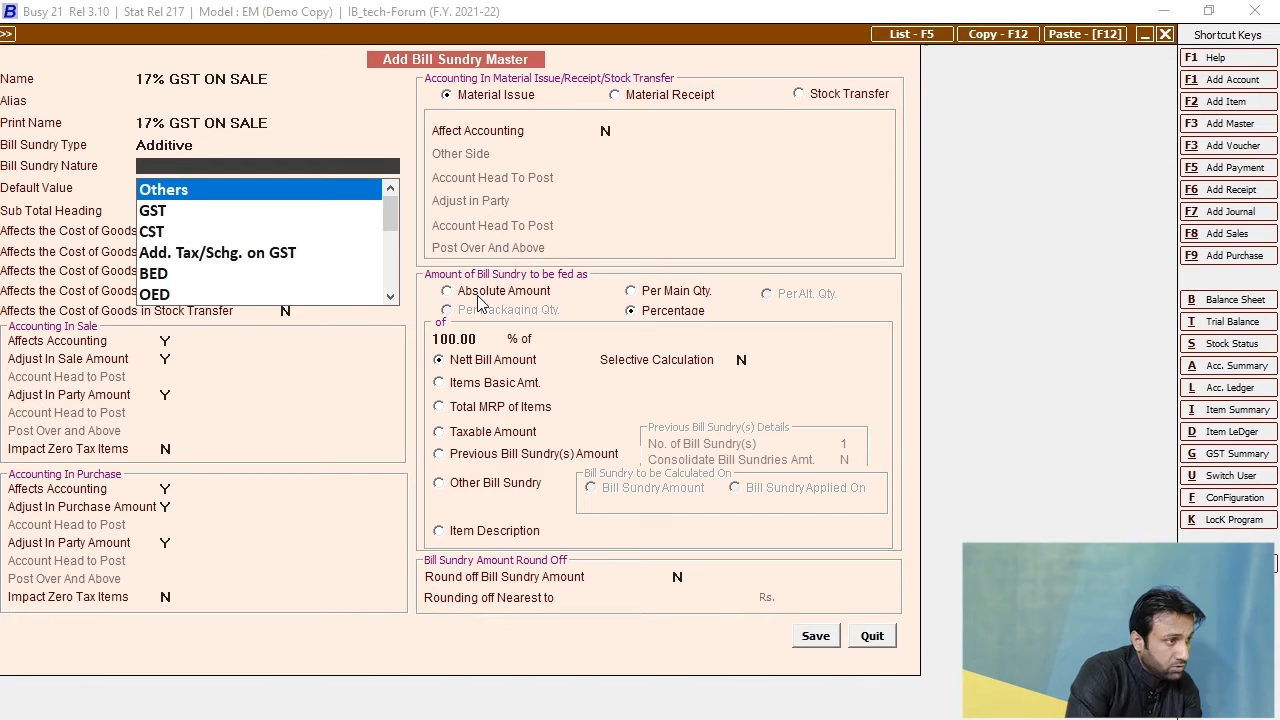 Busy 21 Rel 3.10 | Stat Rel 217 | Model : EM (Demo Copy) | IB_tech-Forum (F.Y. 2021-22)
>>
List - F5
Copy - F12
Paste - [F12]
Shortcut Keys
Add Bill Sundry Master
Name 17% GST ON SALE
Alias
Print Name 17% GST ON SALE
Bill Sundry Type Additive
Bill Sundry Nature
Default Value
Sub Total Heading
Affects the Cost of Goods
Affects the Cost of Goods
Affects the Cost of Goods
Affects the Cost of Goods
Affects the Cost of Goods in Stock Transfer N
Others
GST
CST
Add. Tax/Schg. on GST
BED
OED
Accounting In Sale
Affects Accounting Y
Adjust In Sale Amount Y
Account Head to Post
Adjust In Party Amount Y
Account Head to Post
Post Over and Above
Impact Zero Tax Items N
Accounting In Purchase
Affects Accounting Y
Adjust In Purchase Amount Y
Account Head to Post
Adjust In Party Amount Y
Account Head to Post
Post Over And Above
Impact Zero Tax Items N
Accounting In Material Issue/Receipt/Stock Transfer
Material Issue Material Receipt Stock Transfer
Affect Accounting N
Other Side
Account Head To Post
Adjust in Party
Account Head To Post
Post Over And Above
Amount of Bill Sundry to be fed as
Absolute Amount Per Main Qty. Per Alt. Qty.
Per Packaging Qty. Percentage
of
100.00 % of
Nett Bill Amount Selective Calculation N
Items Basic Amt.
Total MRP of Items
Taxable Amount
Previous Bill Sundry(s) Amount
Previous Bill Sundry(s) Details
No. of Bill Sundry(s) 1
Consolidate Bill Sundries Amt. N
Other Bill Sundry
Bill Sundry to be Calculated On
Bill Sundry Amount Bill Sundry Applied On
Item Description
Bill Sundry Amount Round Off
Round off Bill Sundry Amount N
Rounding off Nearest to Rs.
Save Quit
F1 Help
F1 Add Account
F2 Add Item
F3 Add Master
F3 Add Voucher
F5 Add Payment
F6 Add Receipt
F7 Add Journal
F8 Add Sales
F9 Add Purchase
B Balance Sheet
T Trial Balance
S Stock Status
A Acc. Summary
L Acc. Ledger
I Item Summary
D Item LeDger
G GST Summary
U Switch User
F ConFiguration
K LocK Program